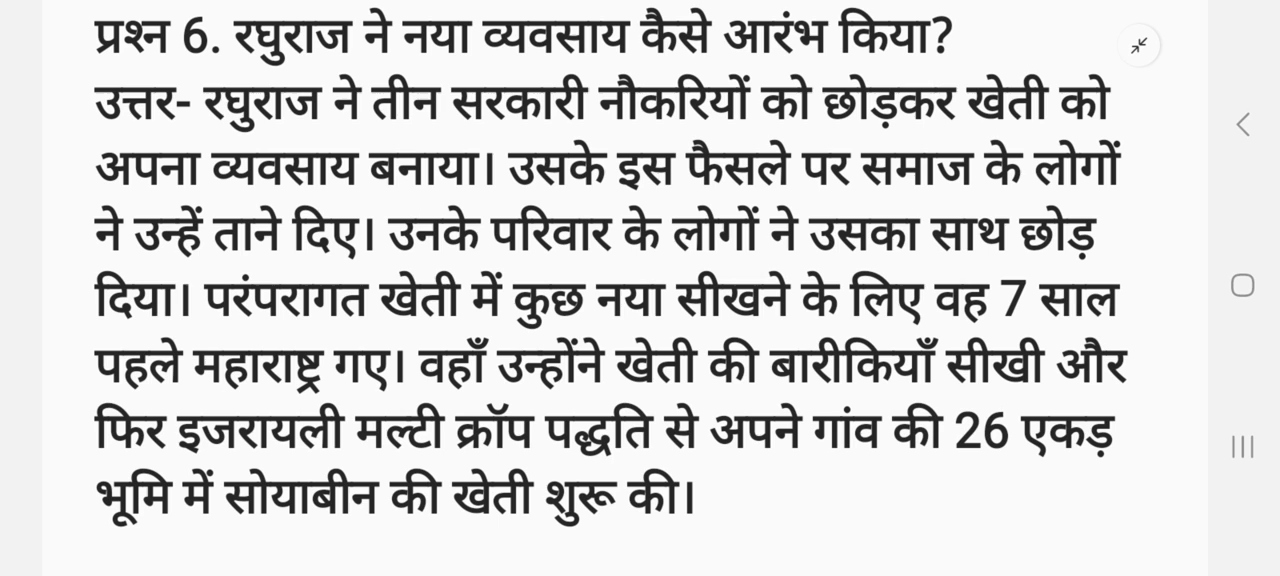 प्रश्न 6. रघुराज ने नया व्यवसाय कैसे आरंभ किया?
उत्तर- रघुराज ने तीन सरकारी नौकरियों को छोड़कर खेती को
अपना व्यवसाय बनाया। उसके इस फैसले पर समाज के लोगों
ने उन्हें ताने दिए। उनके परिवार के लोगों ने उसका साथ छोड़
दिया। परंपरागत खेती में कुछ नया सीखने के लिए वह 7 साल
पहले महाराष्ट्र गए। वहाँ उन्होंने खेती की बारीकियाँ सीखी और
फिर इजरायली मल्टी क्रॉप पद्धति से अपने गांव की 26 एकड़
भूमि में सोयाबीन की खेती शुरू की।